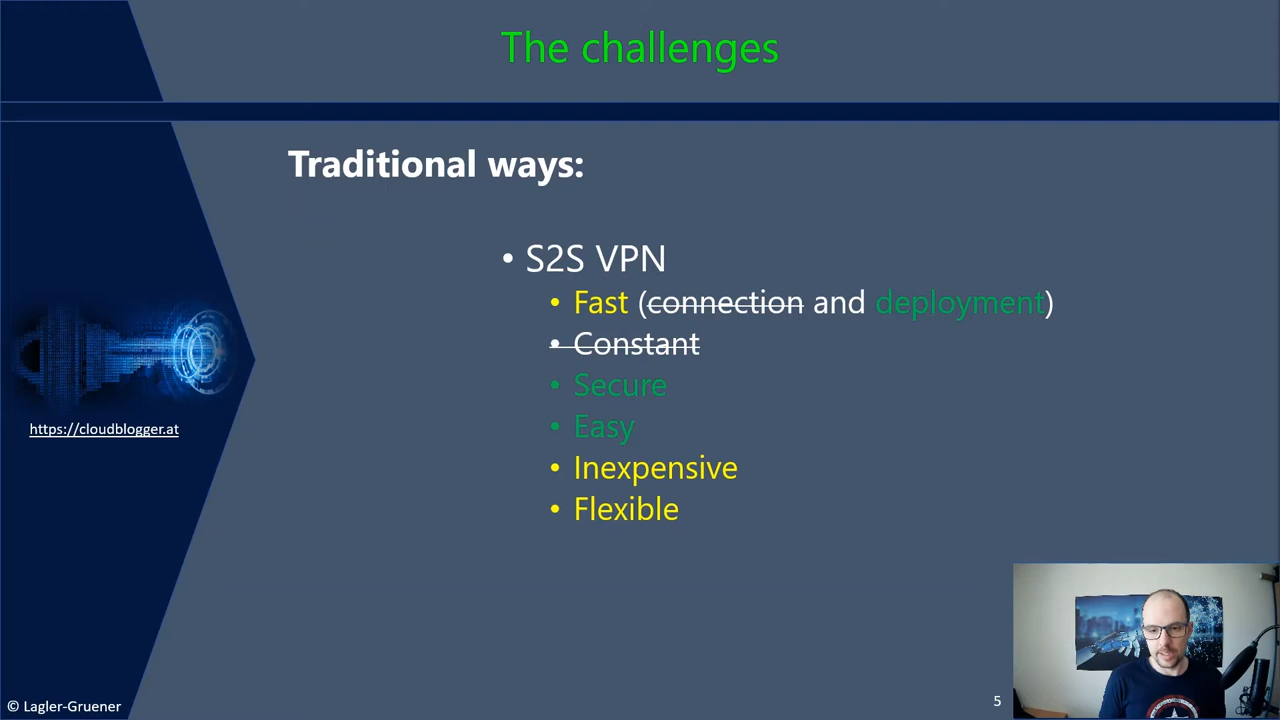 The challenges
Traditional ways:
• S2S VPN
• Fast (connection and deployment)
• Constant
• Secure
• Easy
• Inexpensive
• Flexible
https://cloudblogger.at
© Lagler-Gruener
5